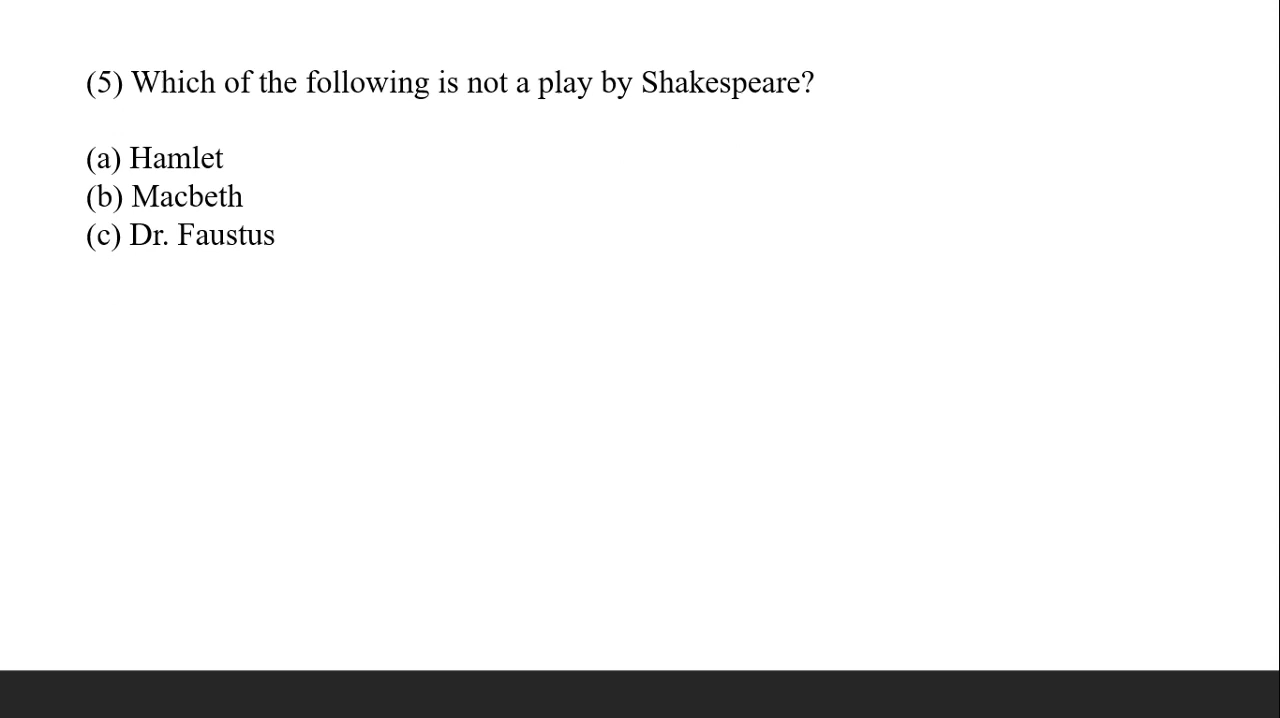 (5) Which of the following is not a play by Shakespeare?
(a) Hamlet
(b) Macbeth
(c) Dr. Faustus